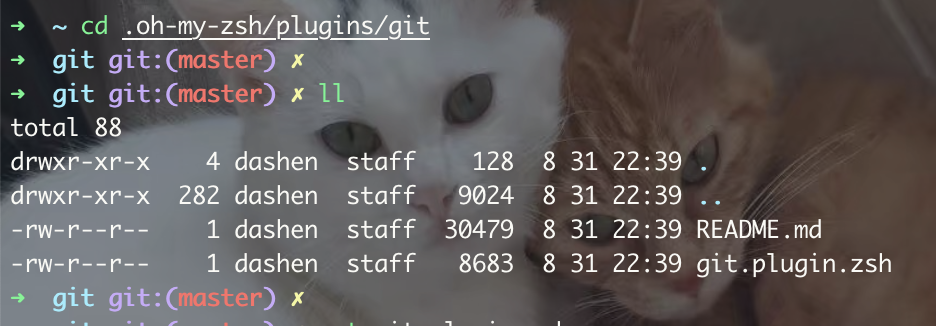 ➜  ~ cd .oh-my-zsh/plugins/git
➜  git git:(master) ✗
➜  git git:(master) ✗ ll
total 88
drwxr-xr-x    4 dashen  staff    128  8 31 22:39 .
drwxr-xr-x  282 dashen  staff   9024  8 31 22:39 ..
-rw-r--r--    1 dashen  staff  30479  8 31 22:39 README.md
-rw-r--r--    1 dashen  staff   8683  8 31 22:39 git.plugin.zsh
➜  git git:(master) ✗